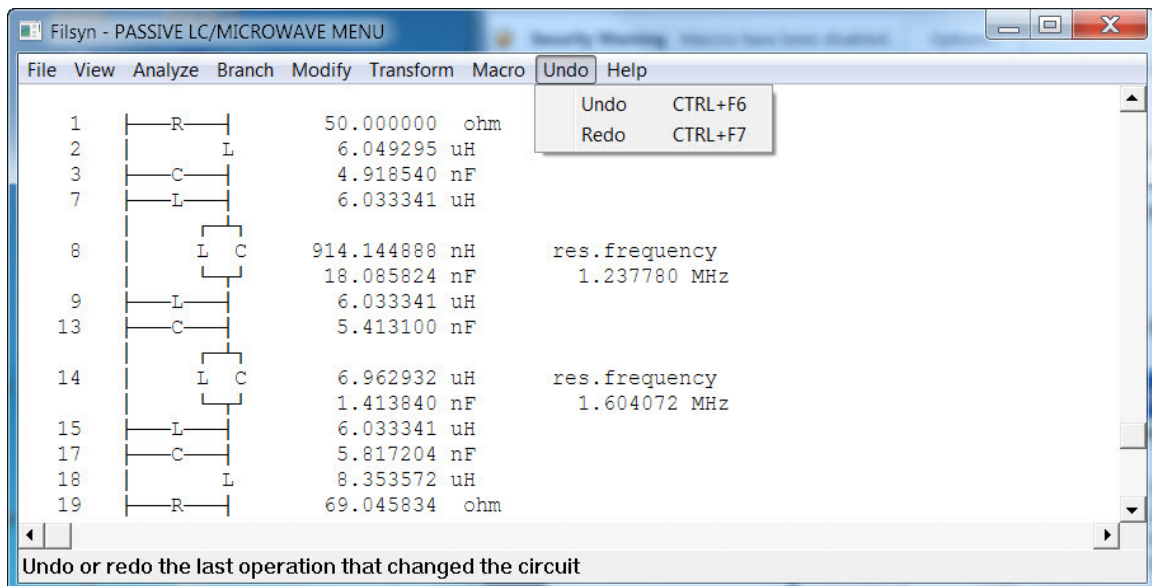 Filsyn - PASSIVE LC/MICROWAVE MENU
File View Analyze Branch Modify Transform Macro Undo Help
Undo CTRL+F6
Redo CTRL+F7
1 R 50.000000 ohm
2 L 6.049295 uH
3 C 4.918540 nF
7 L 6.033341 uH
8 L C 914.144888 nH res.frequency
18.085824 nF 1.237780 MHz
9 L 6.033341 uH
13 C 5.413100 nF
14 L C 6.962932 uH res.frequency
1.413840 nF 1.604072 MHz
15 L 6.033341 uH
17 C 5.817204 nF
18 L 8.353572 uH
19 R 69.045834 ohm
Undo or redo the last operation that changed the circuit